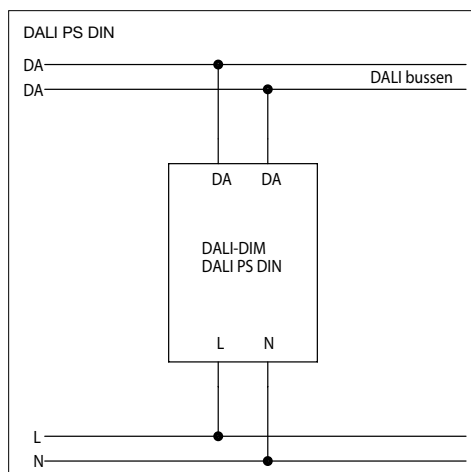 DALI PS DIN
DA
DALI bussen
DA
DA DA
DALI-DIM
DALI PS DIN
L N
L
N